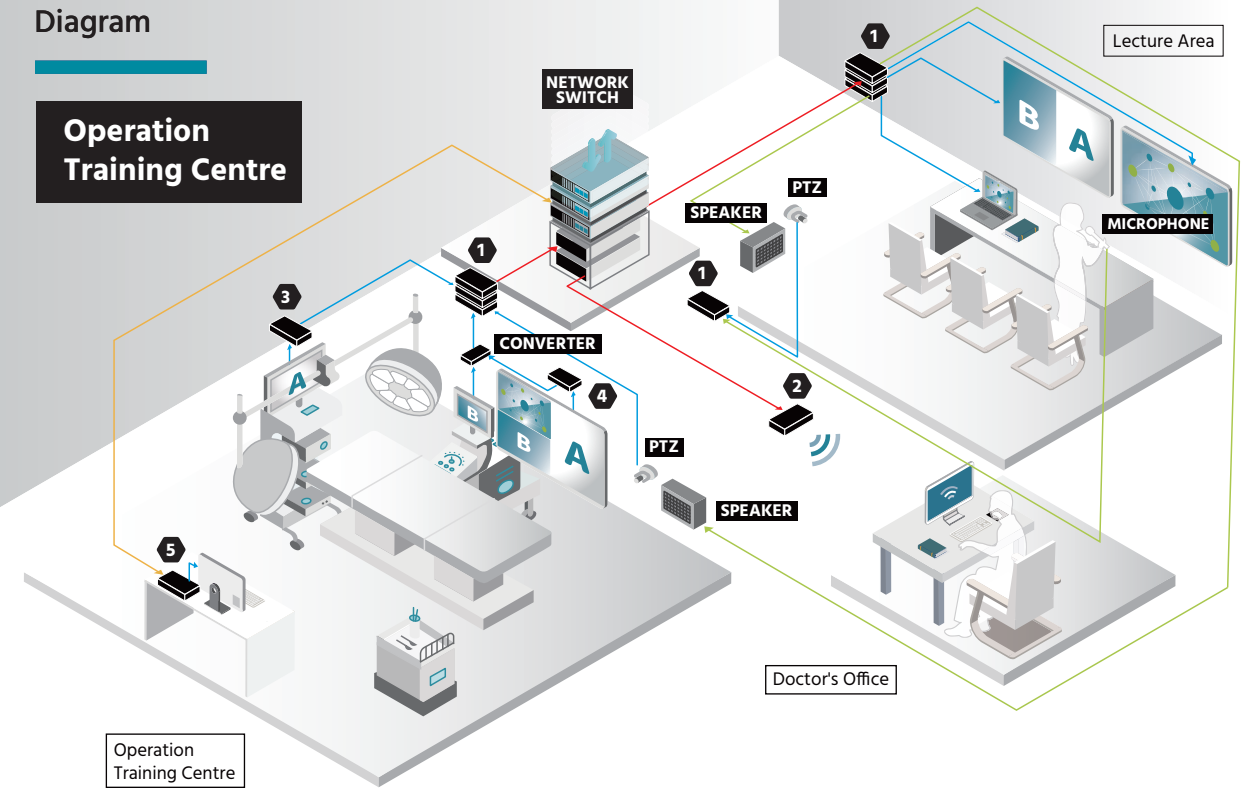 Diagram
Operation
Training Centre
NETWORK
SWITCH
1
Lecture Area
B
A
PTZ
SPEAKER
MICROPHONE
1
1
3
CONVERTER
A
B
4
2
B
A
PTZ
SPEAKER
5
Doctor's Office
Operation
Training Centre